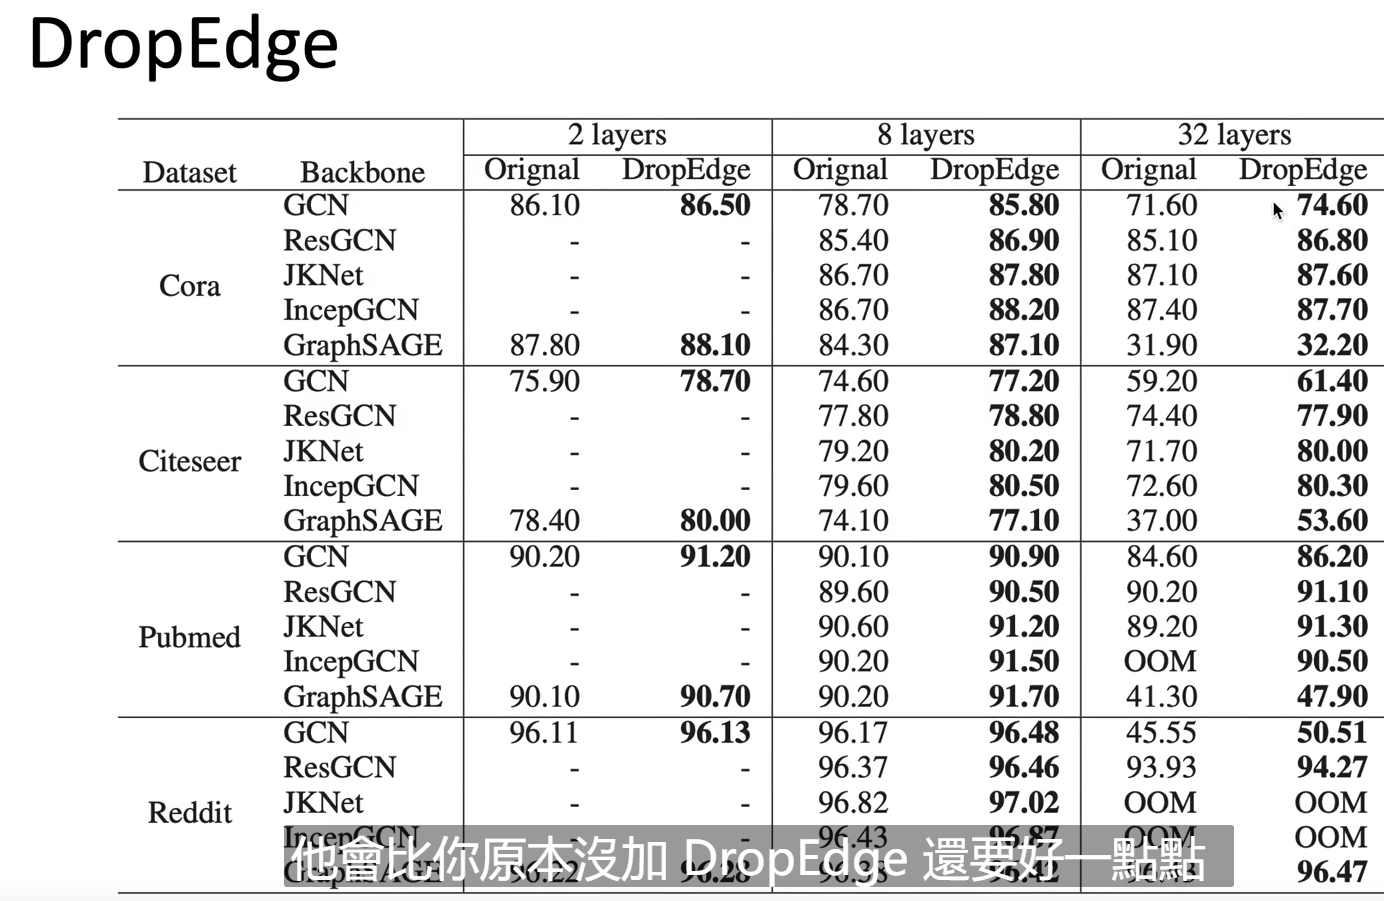 DropEdge
2 layers 8 layers 32 layers
Dataset Backbone Orignal DropEdge Orignal DropEdge Orignal DropEdge
GCN 86.10 86.50 78.70 85.80 71.60 74.60
ResGCN - - 85.40 86.90 85.10 86.80
JKNet - - 86.70 87.80 87.10 87.60
Cora
IncepGCN - - 86.70 88.20 87.40 87.70
GraphSAGE 87.80 88.10 84.30 87.10 31.90 32.20
GCN 75.90 78.70 74.60 77.20 59.20 61.40
ResGCN - - 77.80 78.80 74.40 77.90
JKNet - - 79.20 80.20 71.70 80.00
Citeseer
IncepGCN - - 79.60 80.50 72.60 80.30
GraphSAGE 78.40 80.00 74.10 77.10 37.00 53.60
GCN 90.20 91.20 90.10 90.90 84.60 86.20
ResGCN - - 89.60 90.50 90.20 91.10
JKNet - - 90.60 91.20 89.20 91.30
Pubmed
IncepGCN - - 90.20 91.50 OOM 90.50
GraphSAGE 90.10 90.70 90.20 91.70 41.30 47.90
GCN 96.11 96.13 96.17 96.48 45.55 50.51
ResGCN - - 96.37 96.46 93.93 94.27
JKNet - - 96.82 97.02 OOM OOM
Reddit
IncepGCN - - 96.43 96.87 OOM OOM
GraphSAGE 96.22 96.28 96.42 96.47
他會比你原本沒加 DropEdge 還要好一點點